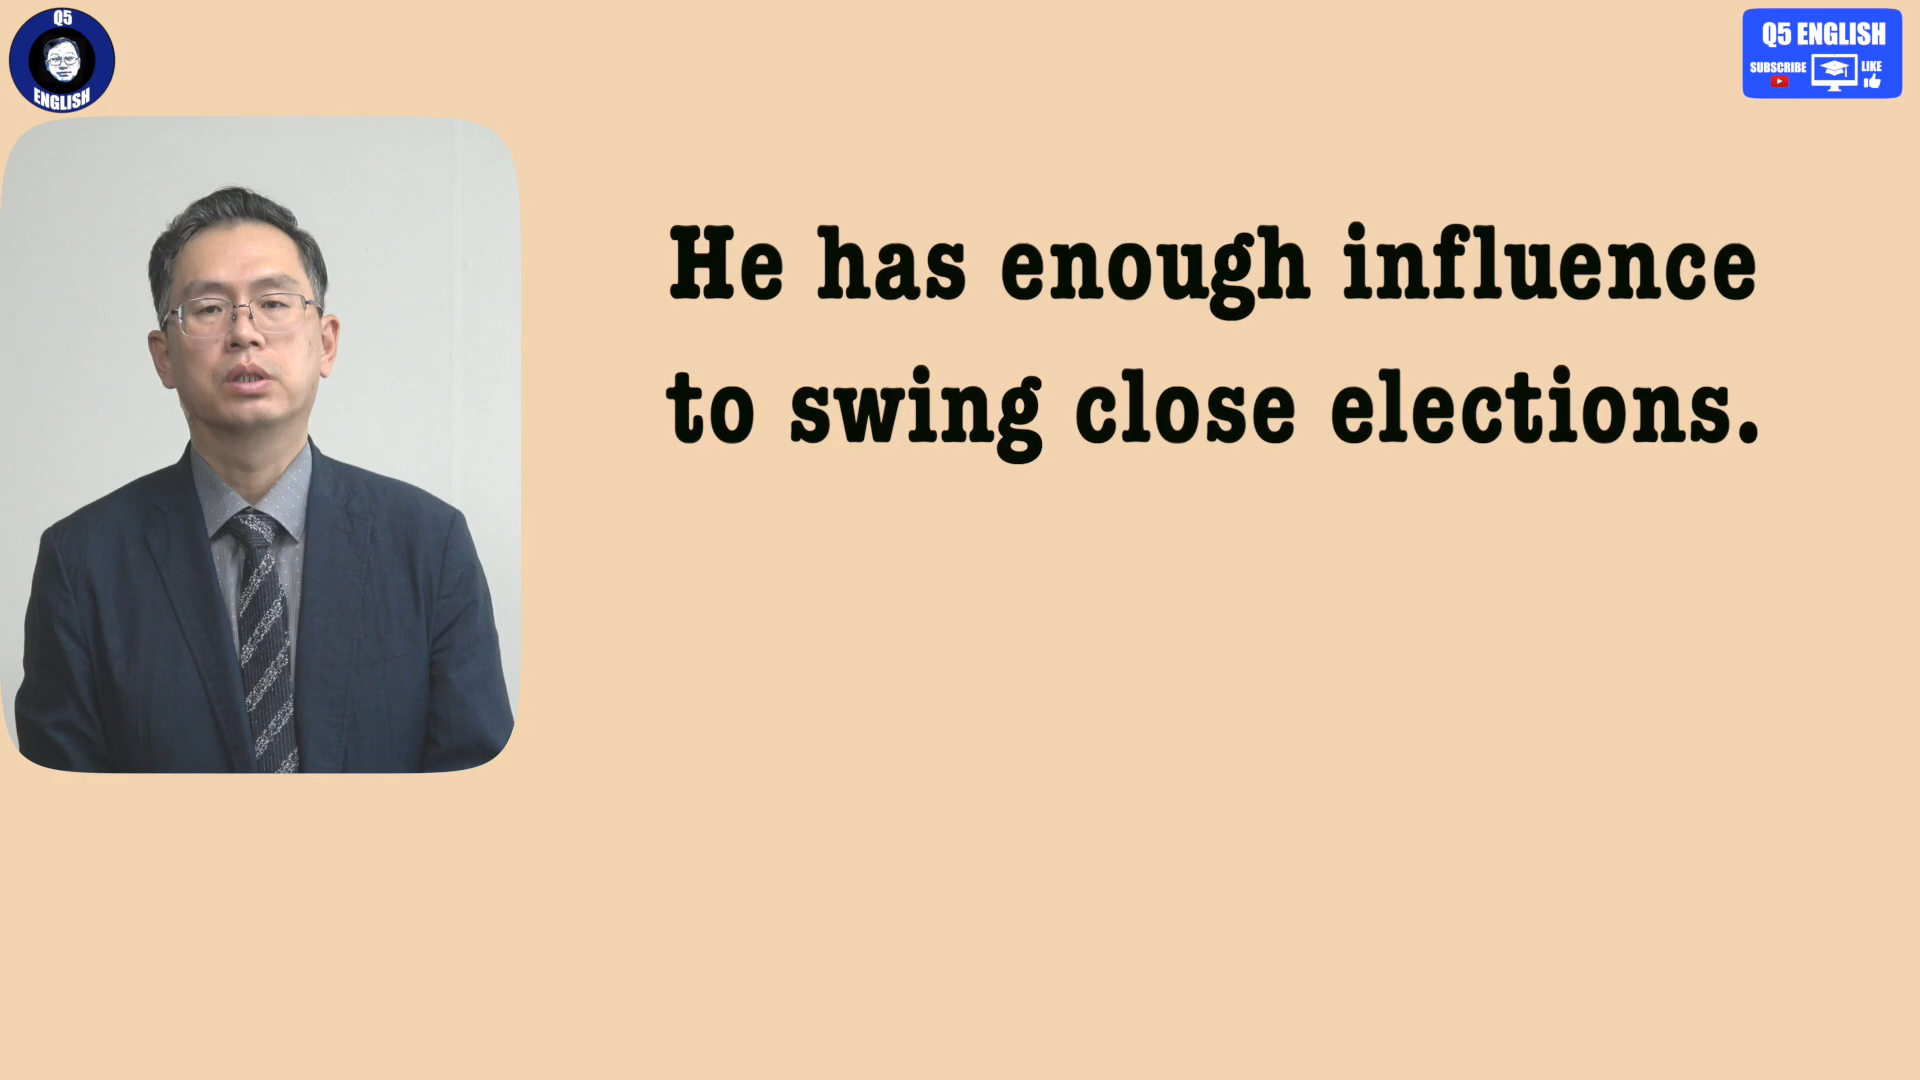 Q5
ENGLISH
Q5 ENGLISH
SUBSCRIBE
LIKE
He has enough influence
to swing close elections.